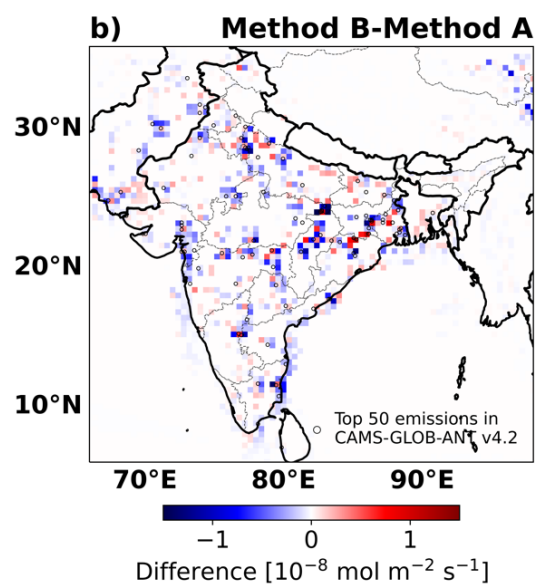 b) Method B-Method A
30°N
20°N
10°N
Top 50 emissions in
CAMS-GLOB-ANT v4.2
70°E 80°E 90°E
−1 0 1
Difference [10⁻⁸ mol m⁻² s⁻¹]